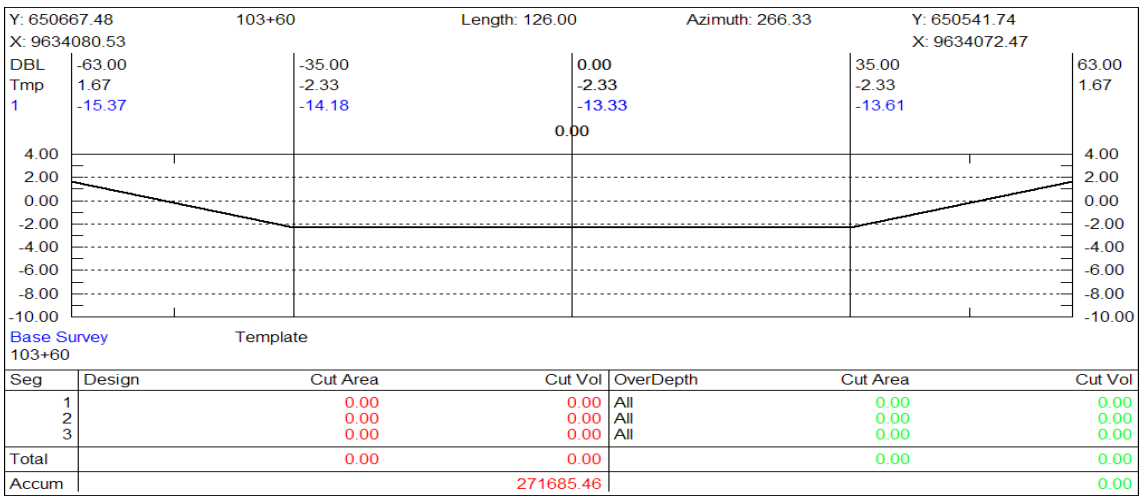 Y: 650667.48 103+60 Length: 126.00 Azimuth: 266.33 Y: 650541.74
X: 9634080.53 X: 9634072.47
DBL -63.00 -35.00 0.00 35.00 63.00
Tmp 1.67 -2.33 -2.33 -2.33 1.67
1 -15.37 -14.18 -13.33 -13.61
0.00
4.00 4.00
2.00 2.00
0.00 0.00
-2.00 -2.00
-4.00 -4.00
-6.00 -6.00
-8.00 -8.00
-10.00 -10.00
Base Survey Template
103+60
Seg Design Cut Area Cut Vol OverDepth Cut Area Cut Vol
1 0.00 0.00 All 0.00 0.00
2 0.00 0.00 All 0.00 0.00
3 0.00 0.00 All 0.00 0.00
Total 0.00 0.00 0.00 0.00
Accum 271685.46 0.00